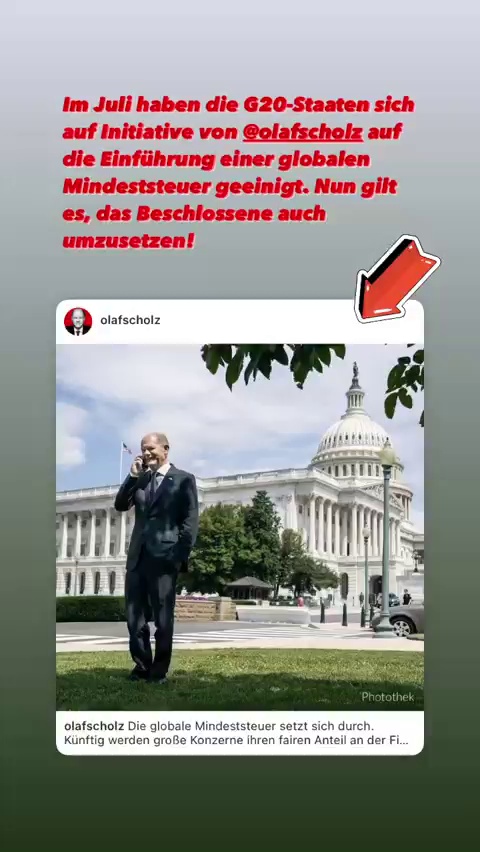 Im Juli haben die G20-Staaten sich
auf Initiative von @olafscholz auf
die Einführung einer globalen
Mindeststeuer geeinigt. Nun gilt
es, das Beschlossene auch
umzusetzen!
olafscholz
Photothek
olafscholz Die globale Mindeststeuer setzt sich durch.
Künftig werden große Konzerne ihren fairen Anteil an der Fi...